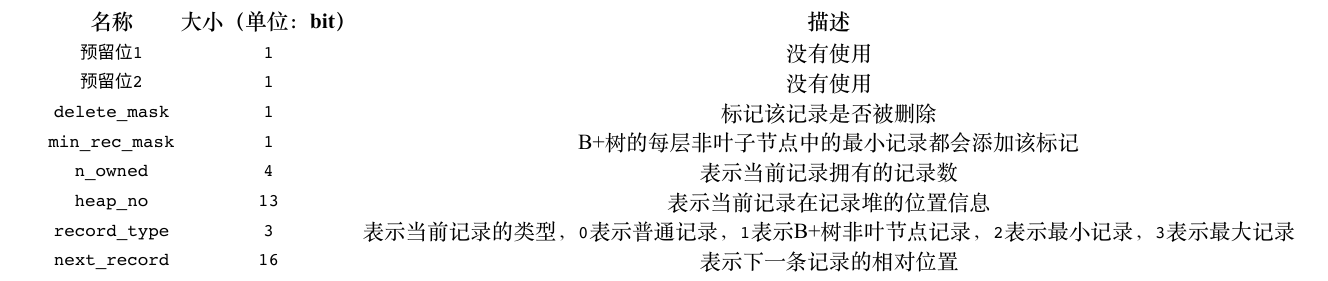 名称 大小（单位：bit） 描述
预留位1 1 没有使用
预留位2 1 没有使用
delete_mask 1 标记该记录是否被删除
min_rec_mask 1 B+树的每层非叶子节点中的最小记录都会添加该标记
n_owned 4 表示当前记录拥有的记录数
heap_no 13 表示当前记录在记录堆的位置信息
record_type 3 表示当前记录的类型，0表示普通记录，1表示B+树非叶节点记录，2表示最小记录，3表示最大记录
next_record 16 表示下一条记录的相对位置